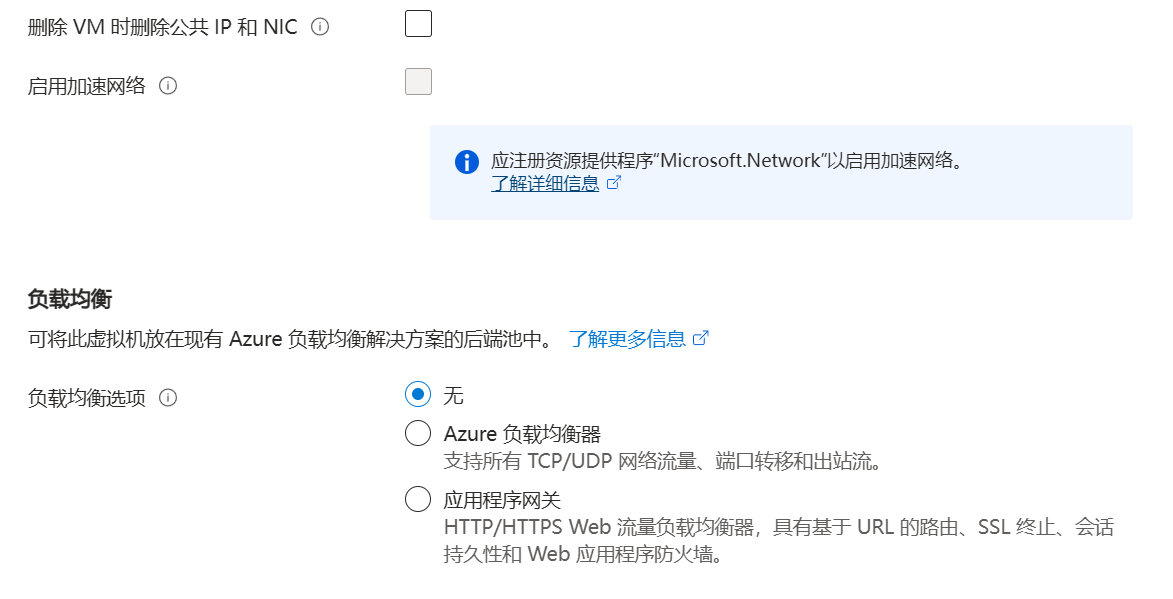 删除 VM 时删除公共 IP 和 NIC
启用加速网络
应注册资源提供程序“Microsoft.Network”以启用加速网络。
了解详细信息
负载均衡
可将此虚拟机放在现有 Azure 负载均衡解决方案的后端池中。 了解更多信息
负载均衡选项
无
Azure 负载均衡器
支持所有 TCP/UDP 网络流量、端口转移和出站流。
应用程序网关
HTTP/HTTPS Web 流量负载均衡器，具有基于 URL 的路由、SSL 终止、会话
持久性和 Web 应用程序防火墙。